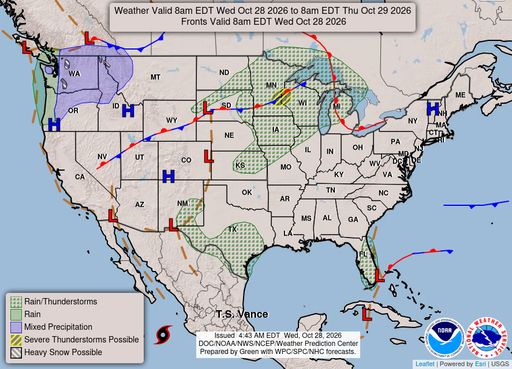 Weather Valid 8am EDT Wed Oct 28 2026 to 8am EDT Thu Oct 29 2026
Fronts Valid 8am EDT Wed Oct 28 2026
WA
MT
ND
MN
ME
OR
ID
SD
WI
MI
NY
NH
MA
CT
RI
WY
NE
IA
PA
NV
UT
CO
IL
IN
OH
WV
MD
DC
DE
CA
KS
MO
KY
VA
NC
AZ
NM
OK
AR
TN
SC
TX
LA
MS
AL
GA
FL
H
H
H
H
L
L
L
L
L
L
L
L
L
Rain/Thunderstorms
Rain
Mixed Precipitation
Severe Thunderstorms Possible
Heavy Snow Possible
T.S. Vance
Issued 4:43 AM EDT Wed, Oct 28, 2026
DOC/NOAA/NWS/NCEP/Weather Prediction Center
Prepared by Green with WPC/SPC/NHC forecasts.
NOAA
NATIONAL WEATHER SERVICE
Leaflet | Powered by Esri | USGS